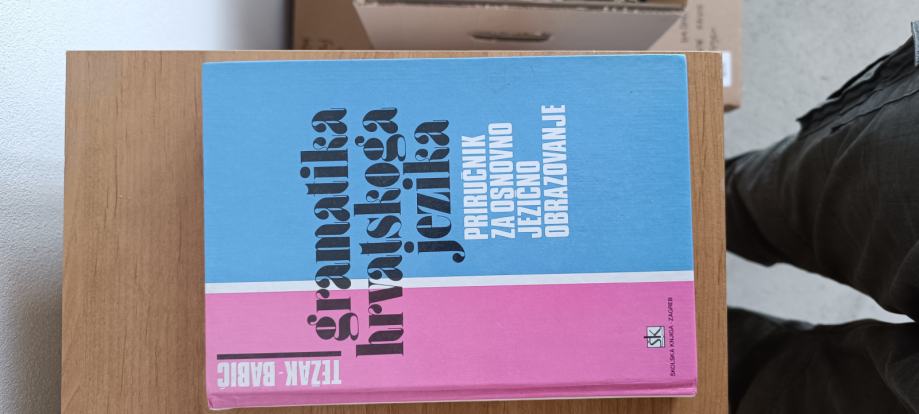 TEŽAK - BABIĆ
gramatika
hrvatskoga
jezika
PRIRUČNIK
ZA OSNOVNO
JEZIČNO
OBRAZOVANJE
ŠK
ŠKOLSKA KNJIGA · ZAGREB